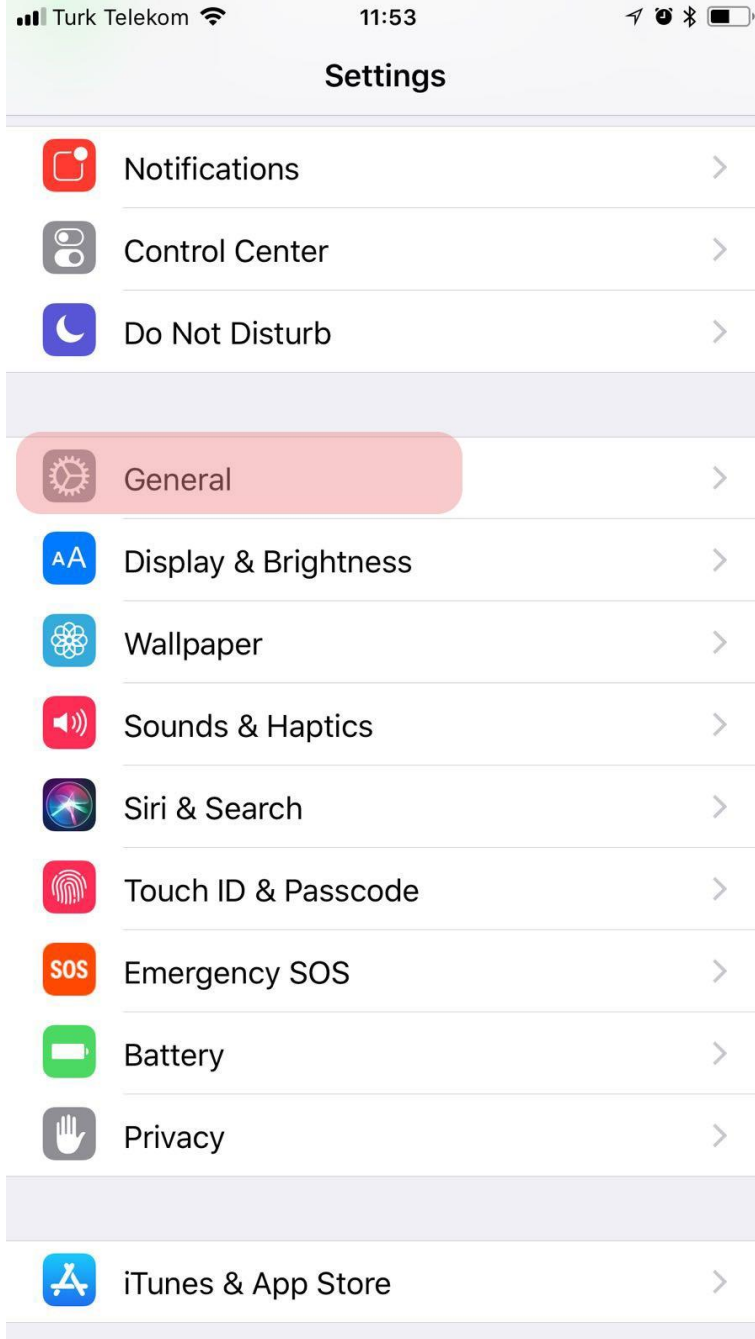 Turk Telekom 11:53
Settings
Notifications
Control Center
Do Not Disturb
General
AA Display & Brightness
Wallpaper
Sounds & Haptics
Siri & Search
Touch ID & Passcode
SOS Emergency SOS
Battery
Privacy
iTunes & App Store